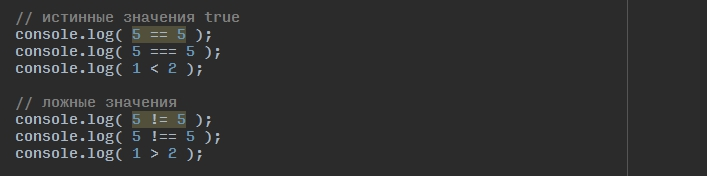 // истинные значения true
console.log( 5 == 5 );
console.log( 5 === 5 );
console.log( 1 < 2 );
// ложные значения
console.log( 5 != 5 );
console.log( 5 !== 5 );
console.log( 1 > 2 );